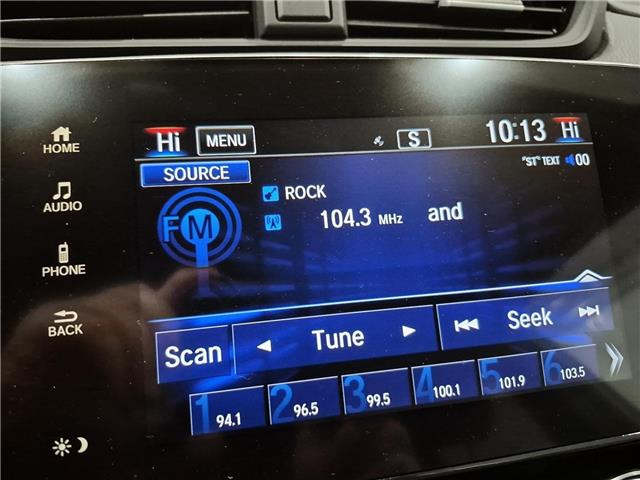 Hi MENU S 10:13 Hi
HOME
SOURCE "ST" TEXT 00
AUDIO
ROCK
FM 104.3 MHz and
PHONE
BACK
Scan Tune Seek
1 94.1 2 96.5 3 99.5 4 100.1 5 101.9 6 103.5